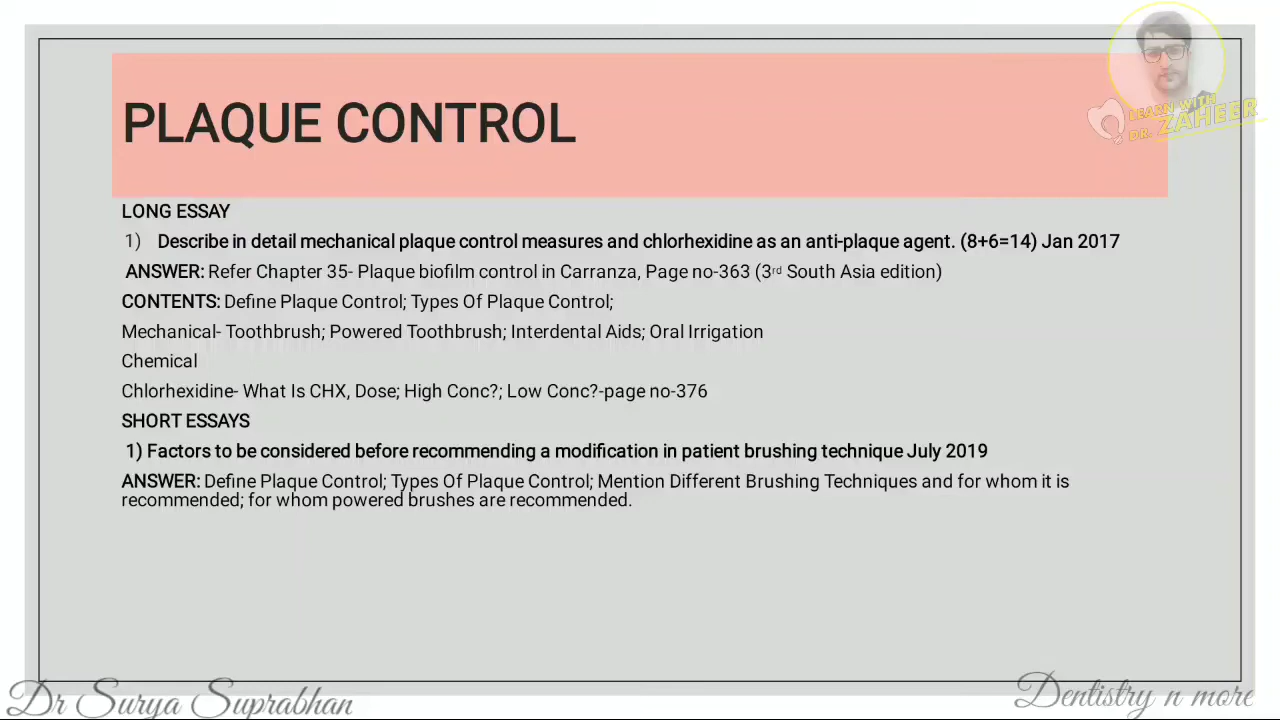 PLAQUE CONTROL
LEARN WITH
DR. ZAHEER
LONG ESSAY
1) Describe in detail mechanical plaque control measures and chlorhexidine as an anti-plaque agent. (8+6=14) Jan 2017
ANSWER: Refer Chapter 35- Plaque biofilm control in Carranza, Page no-363 (3rd South Asia edition)
CONTENTS: Define Plaque Control; Types Of Plaque Control;
Mechanical- Toothbrush; Powered Toothbrush; Interdental Aids; Oral Irrigation
Chemical
Chlorhexidine- What Is CHX, Dose; High Conc?; Low Conc?-page no-376
SHORT ESSAYS
1) Factors to be considered before recommending a modification in patient brushing technique July 2019
ANSWER: Define Plaque Control; Types Of Plaque Control; Mention Different Brushing Techniques and for whom it is
recommended; for whom powered brushes are recommended.
Dr Surya Suprabhan
Dentistry n more